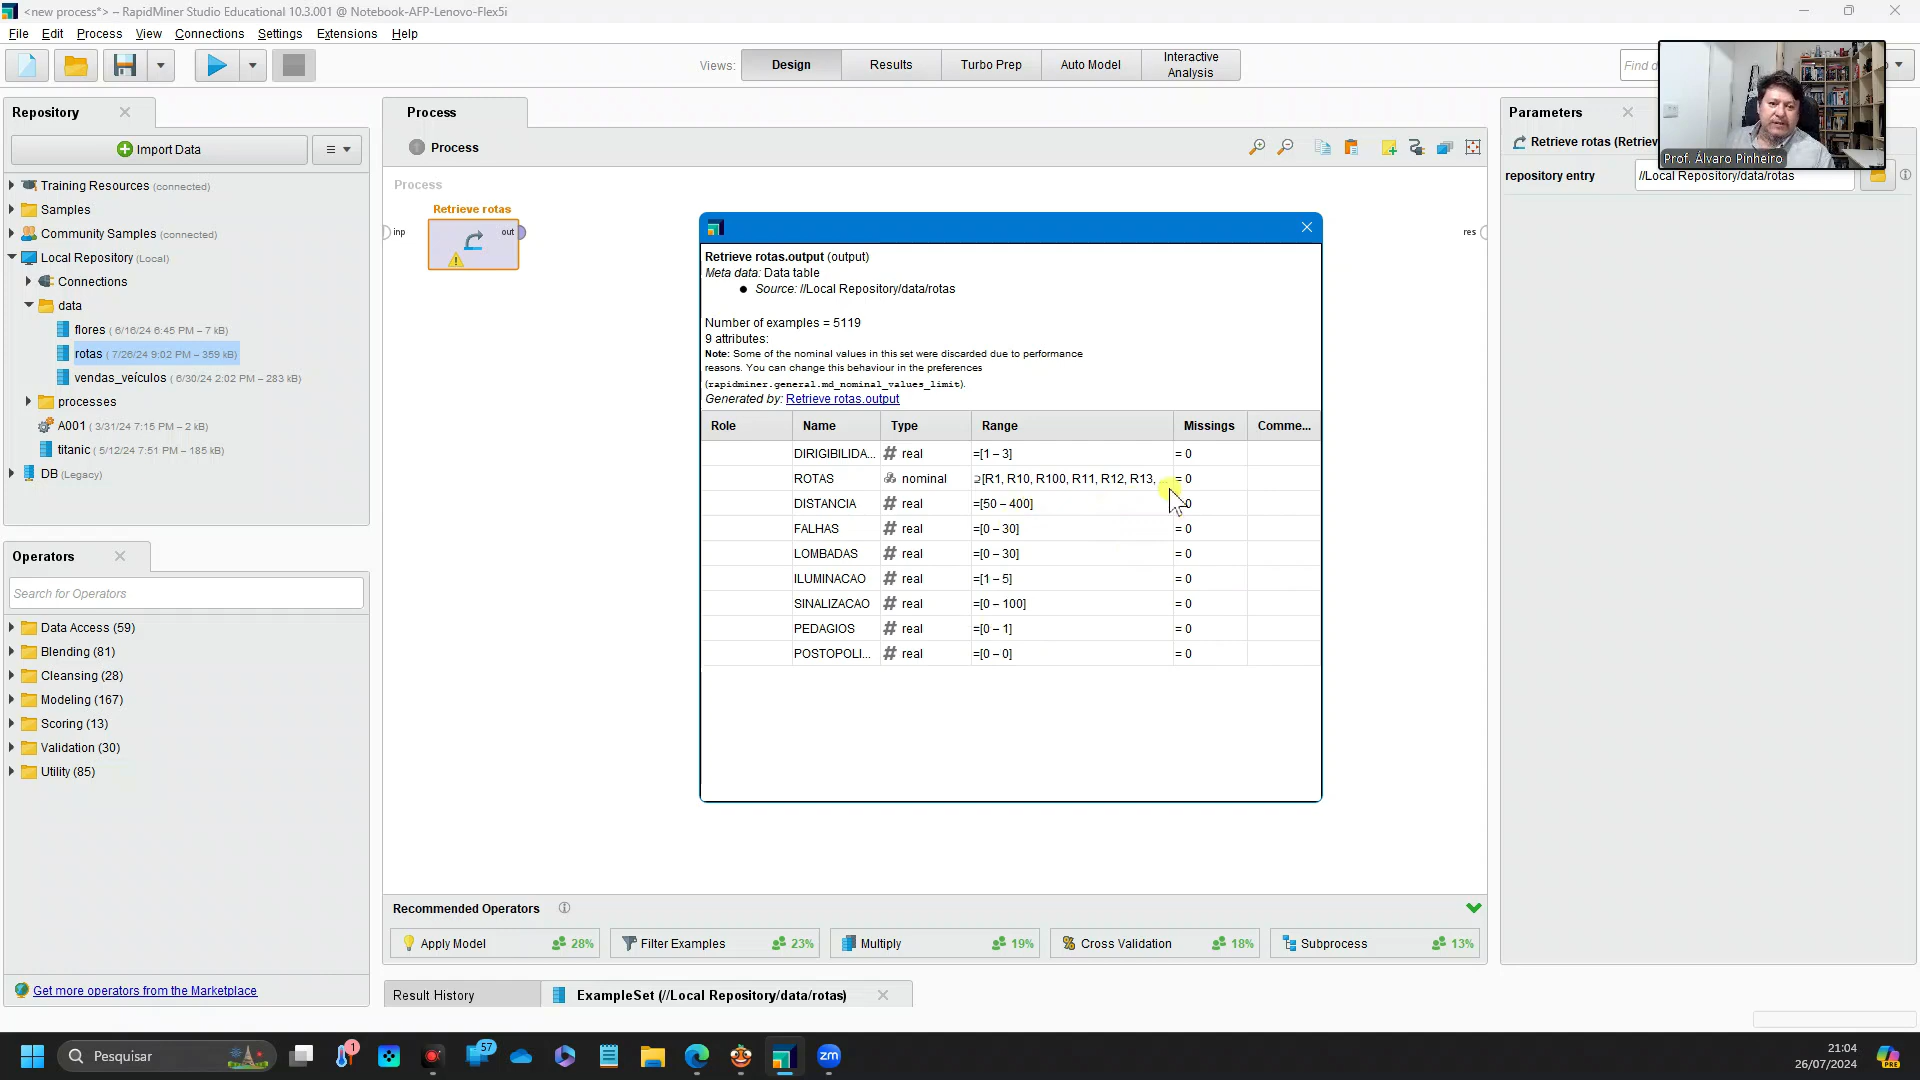 <new process*> – RapidMiner Studio Educational 10.3.001 @ Notebook-AFP-Lenovo-Flex5i
File Edit Process View Connections Settings Extensions Help
Views: Design Results Turbo Prep Auto Model Interactive Analysis
Find d
Repository
Import Data
Training Resources (connected)
Samples
Community Samples (connected)
Local Repository (Local)
Connections
data
flores ( 6/16/24 6:45 PM – 7 kB)
rotas ( 7/26/24 9:02 PM – 359 kB)
vendas_veículos ( 6/30/24 2:02 PM – 283 kB)
processes
A001 ( 3/31/24 7:15 PM – 2 kB)
titanic ( 5/12/24 7:51 PM – 185 kB)
DB (Legacy)
Operators
Search for Operators
Data Access (59)
Blending (81)
Cleansing (28)
Modeling (167)
Scoring (13)
Validation (30)
Utility (85)
Get more operators from the Marketplace
Process
Process
Process
Retrieve rotas
inp
out
res
Retrieve rotas.output (output)
Meta data: Data table
● Source: //Local Repository/data/rotas
Number of examples = 5119
9 attributes:
Note: Some of the nominal values in this set were discarded due to performance
reasons. You can change this behaviour in the preferences
(rapidminer.general.md_nominal_values_limit).
Generated by: Retrieve rotas.output
Role Name Type Range Missings Comme...
DIRIGIBILIDA... # real =[1 – 3] = 0
ROTAS nominal ⊇[R1, R10, R100, R11, R12, R13, = 0
DISTANCIA # real =[50 – 400] 0
FALHAS # real =[0 – 30] = 0
LOMBADAS # real =[0 – 30] = 0
ILUMINACAO # real =[1 – 5] = 0
SINALIZACAO # real =[0 – 100] = 0
PEDAGIOS # real =[0 – 1] = 0
POSTOPOLI... # real =[0 – 0] = 0
Recommended Operators
Apply Model 28% Filter Examples 23% Multiply 19% Cross Validation 18% Subprocess 13%
Result History ExampleSet (//Local Repository/data/rotas)
Parameters
Retrieve rotas (Retriev
repository entry //Local Repository/data/rotas
Prof. Álvaro Pinheiro
Pesquisar
1
57
zm
PRE
21:04
26/07/2024